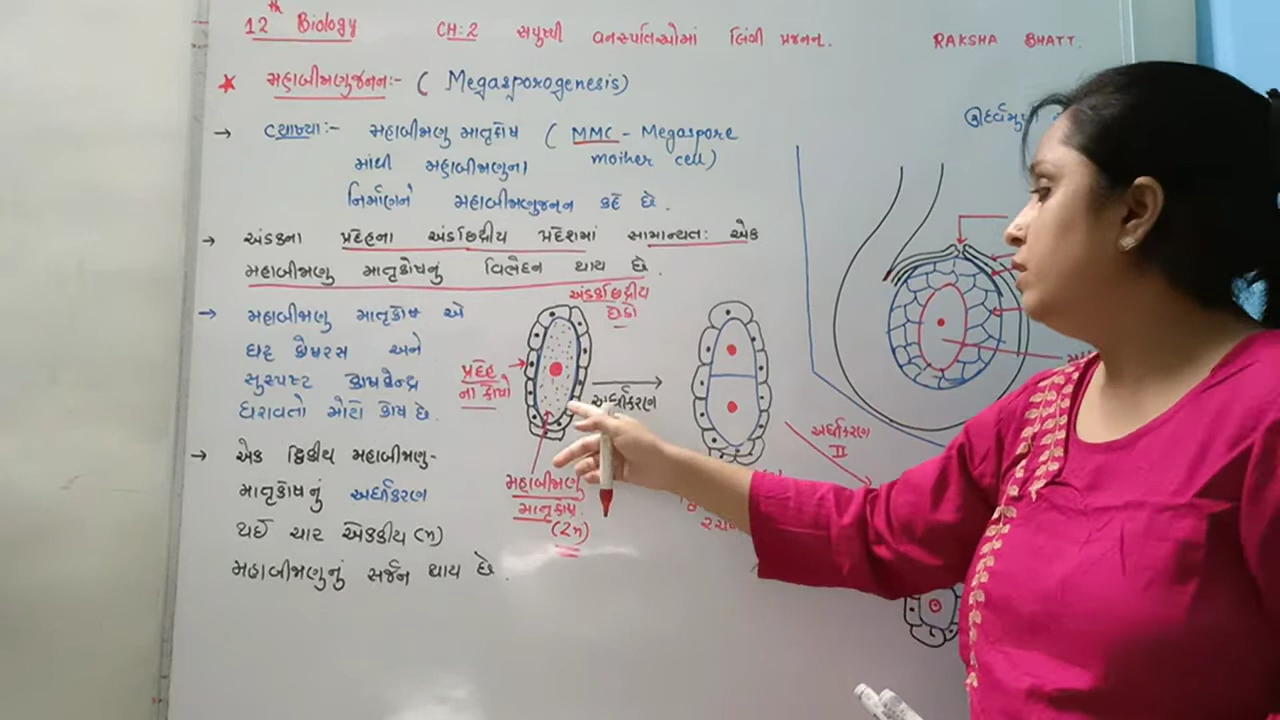 12th Biology CH:2 સપુષ્પી વનસ્પતિઓમાં લિંગી પ્રજનન. RAKSHA BHATT.
★ મહાબીજાણુજનન:- ( Megasporogenesis)
→ વ્યાખ્યા:- મહાબીજાણુ માતૃકોષ ( MMC - Megaspore
માંથી મહાબીજાણુના mother cell)
નિર્માણને મહાબીજાણુજનન કહે છે.
→ અંડકના પ્રદેહના અંડકછિદ્રીય પ્રદેશમાં સામાન્યતઃ એક
મહાબીજાણુ માતૃકોષનું વિભેદન થાય છે.
→ મહાબીજાણુ માતૃકોષ એ
ઘટ્ટ કોષરસ અને
સુસ્પષ્ટ કોષકેન્દ્ર
ધરાવતો મોટો કોષ છે.
→ એક દ્વિકીય મહાબીજાણુ-
માતૃકોષનું અર્ધીકરણ
થઈ ચાર એકકીય (n)
મહાબીજાણુનું સર્જન થાય છે.
અંડકછિદ્રીય
છેડો
પ્રદેહ
ના કોષો
અર્ધીકરણ
મહાબીજાણુ
માતૃકોષ
(2n)
અર્ધીકરણ
II